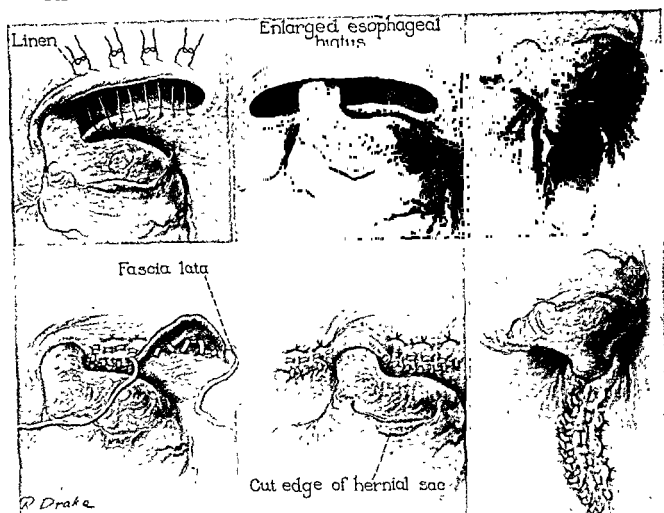 Linen
Enlarged esophageal
hiatus
Fascia lata
Cut edge of hernial sac
R Drake